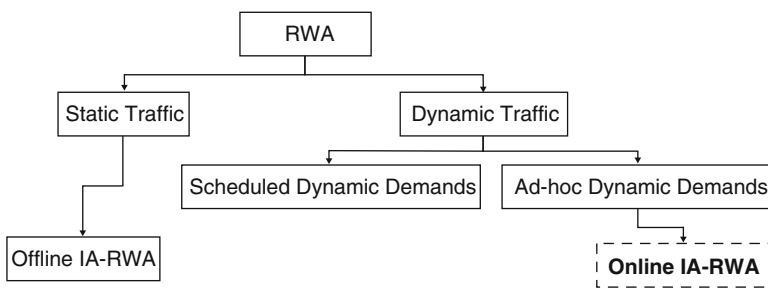 RWA
Static Traffic
Dynamic Traffic
Scheduled Dynamic Demands
Ad-hoc Dynamic Demands
Offline IA-RWA
Online IA-RWA